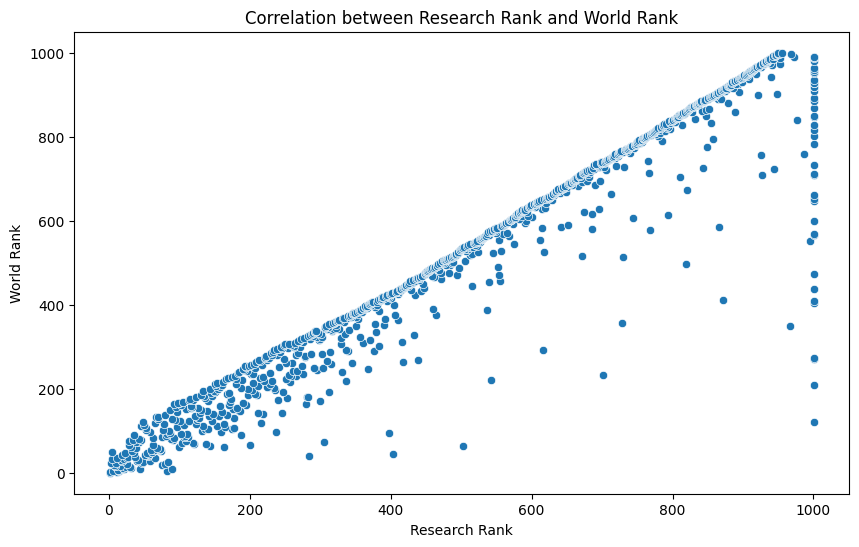 Correlation between Research Rank and World Rank
1000
800
600
400
200
0
World Rank
0 200 400 600 800 1000
Research Rank